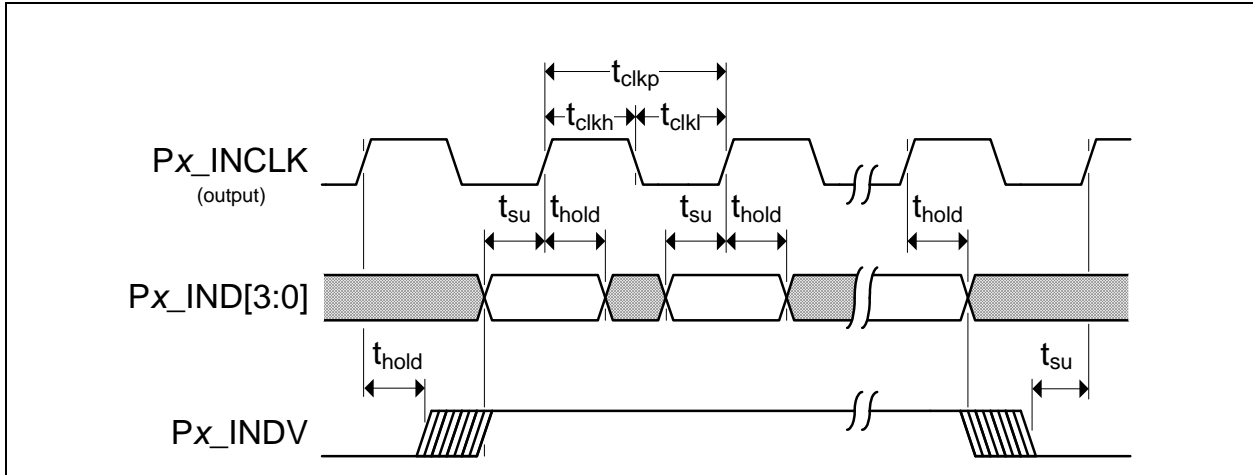 tclkp
tclkh tclkl
Px_INCLK
(output)
tsu thold tsu thold thold
Px_IND[3:0]
thold tsu
Px_INDV